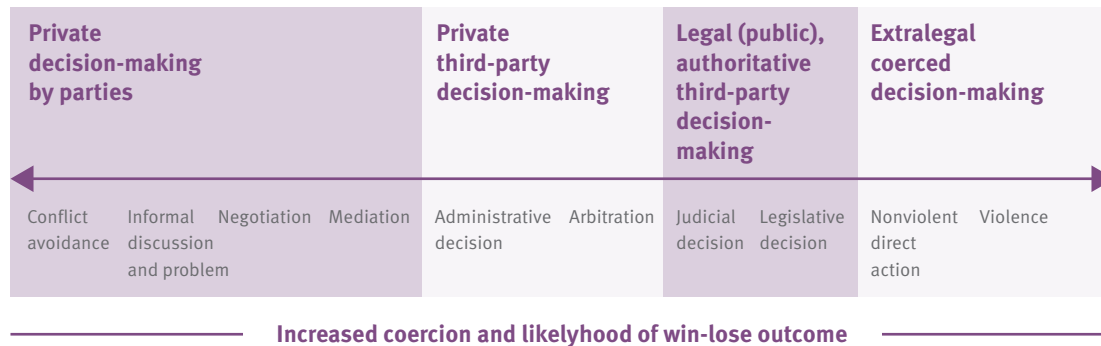 Private
decision-making
by parties
Private
third-party
decision-making
Legal (public),
authoritative
third-party
decision-
making
Extralegal
coerced
decision-making
Conflict
avoidance
Informal
discussion
and problem
Negotiation
Mediation
Administrative
decision
Arbitration
Judicial
decision
Legislative
decision
Nonviolent
direct
action
Violence
Increased coercion and likelyhood of win-lose outcome